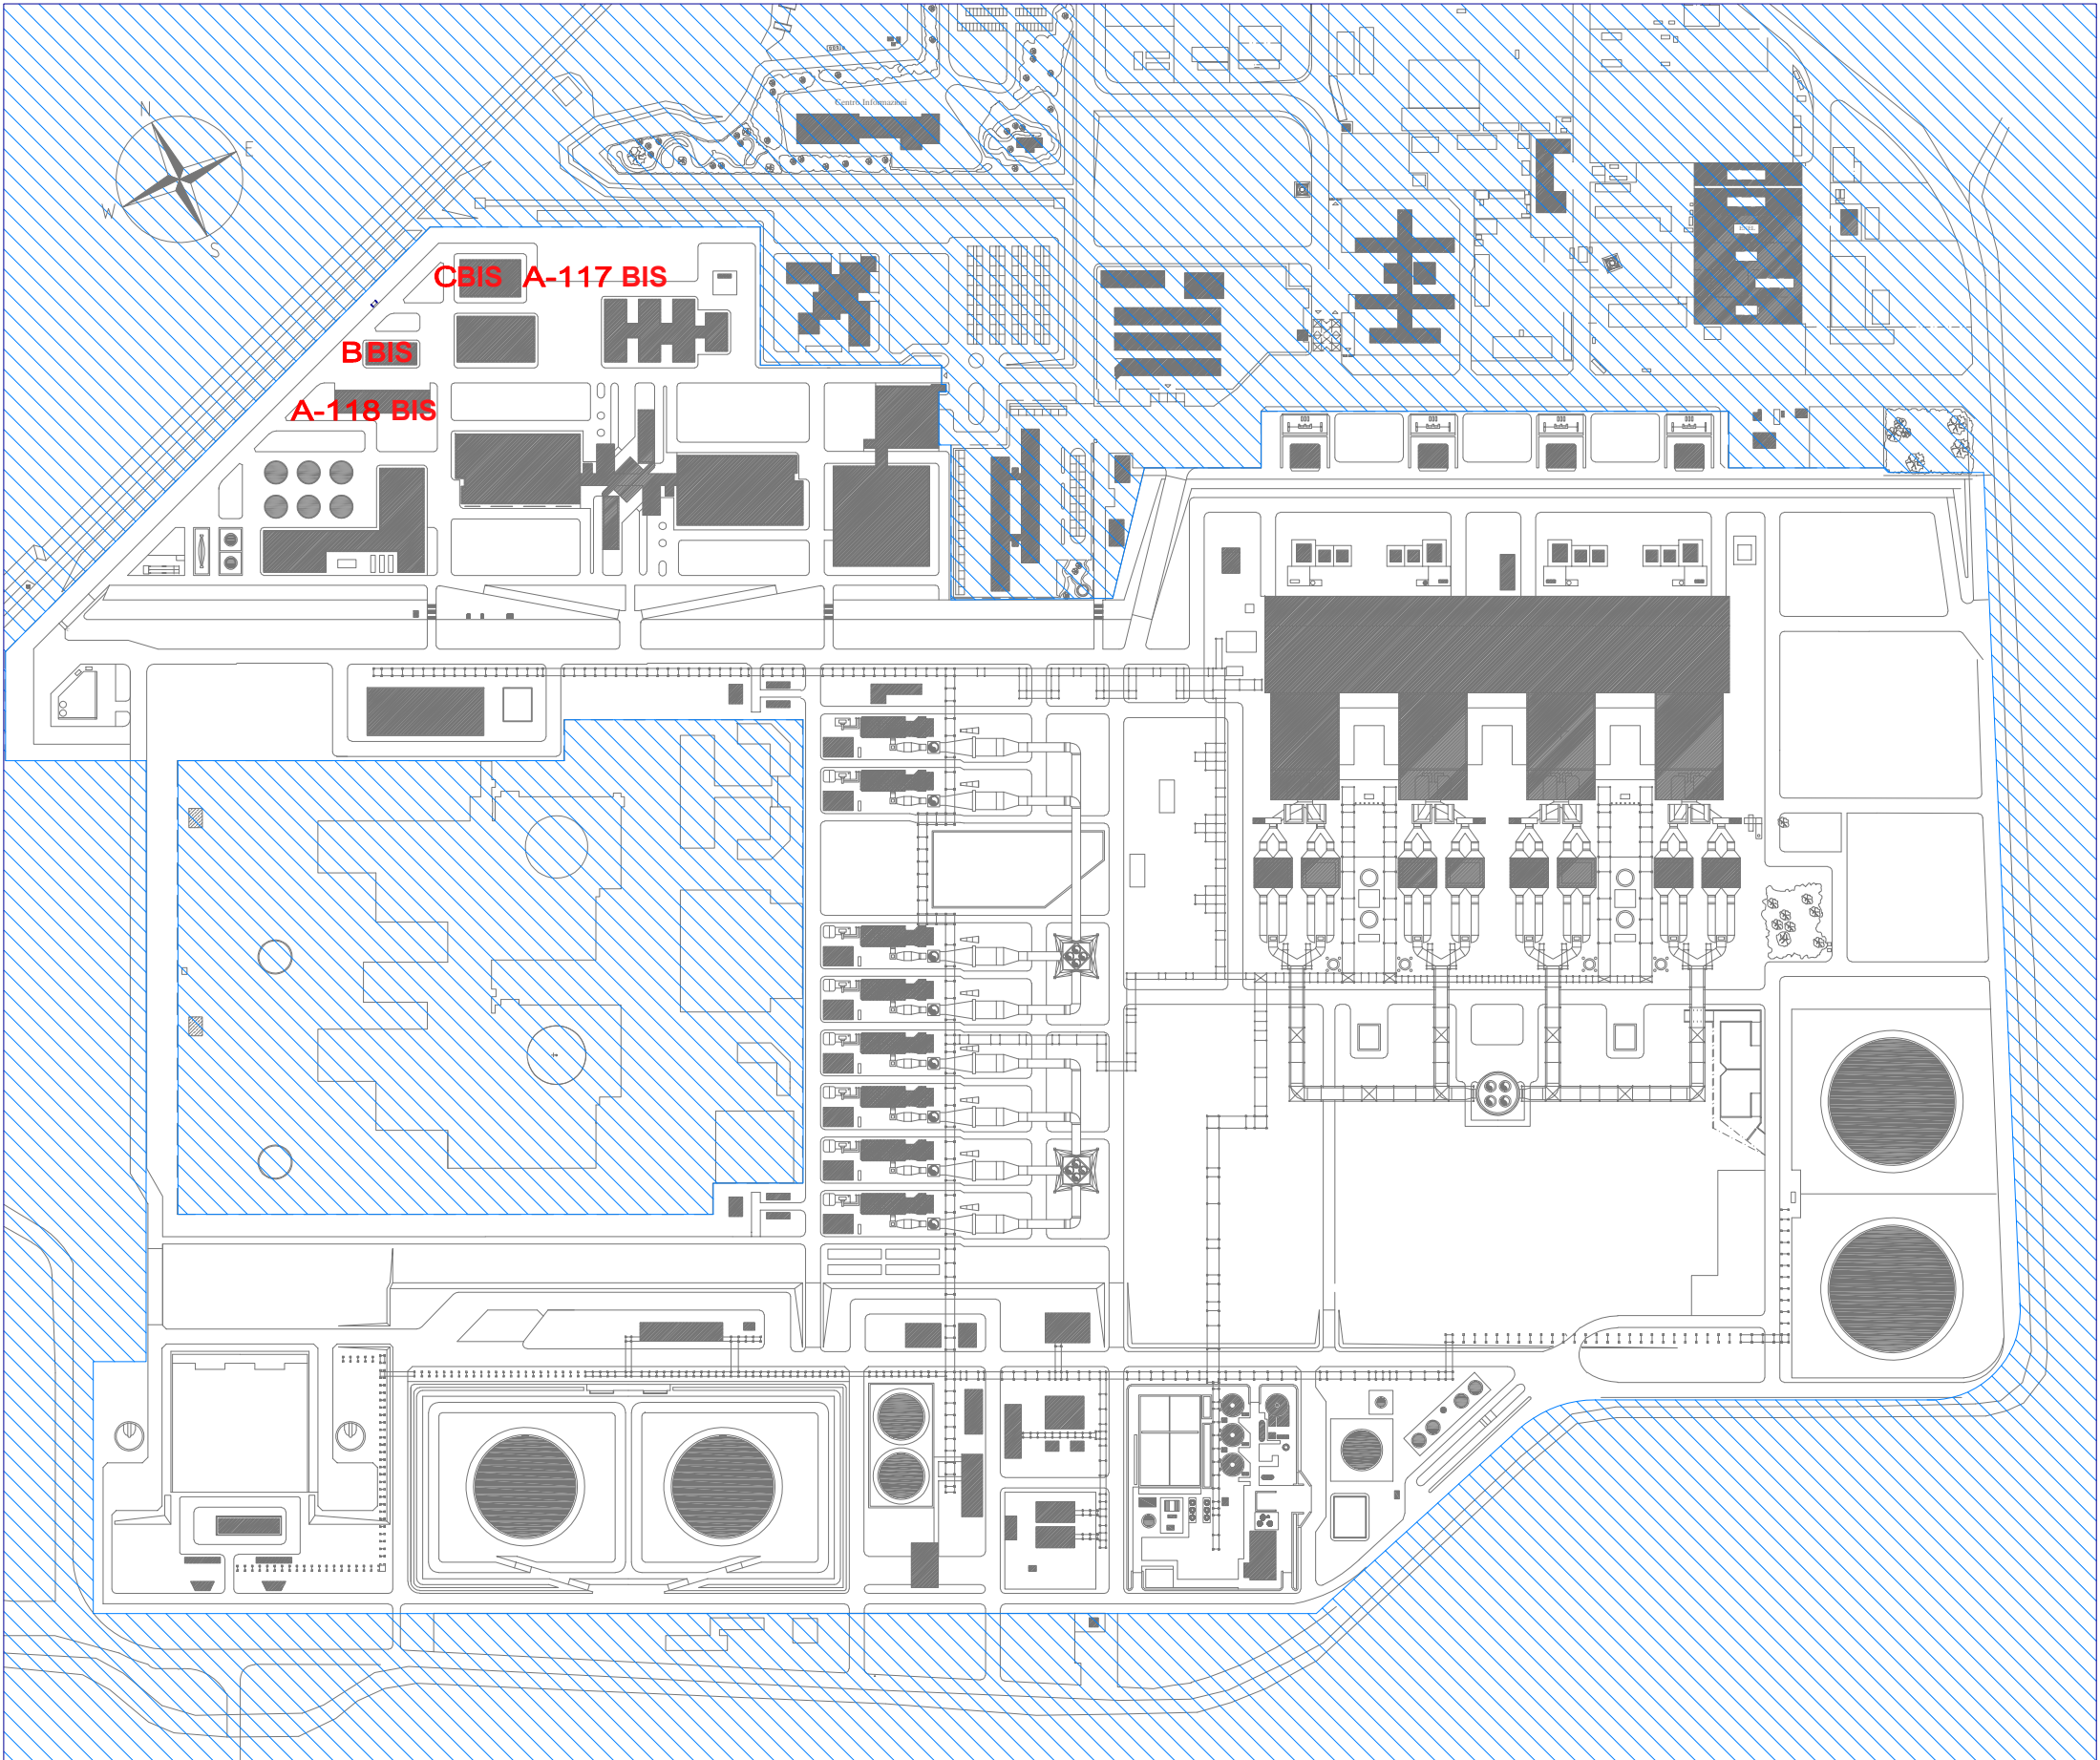 Centro Informazioni
N
E
W
S
CBIS A-117 BIS
B BIS
A-118 BIS